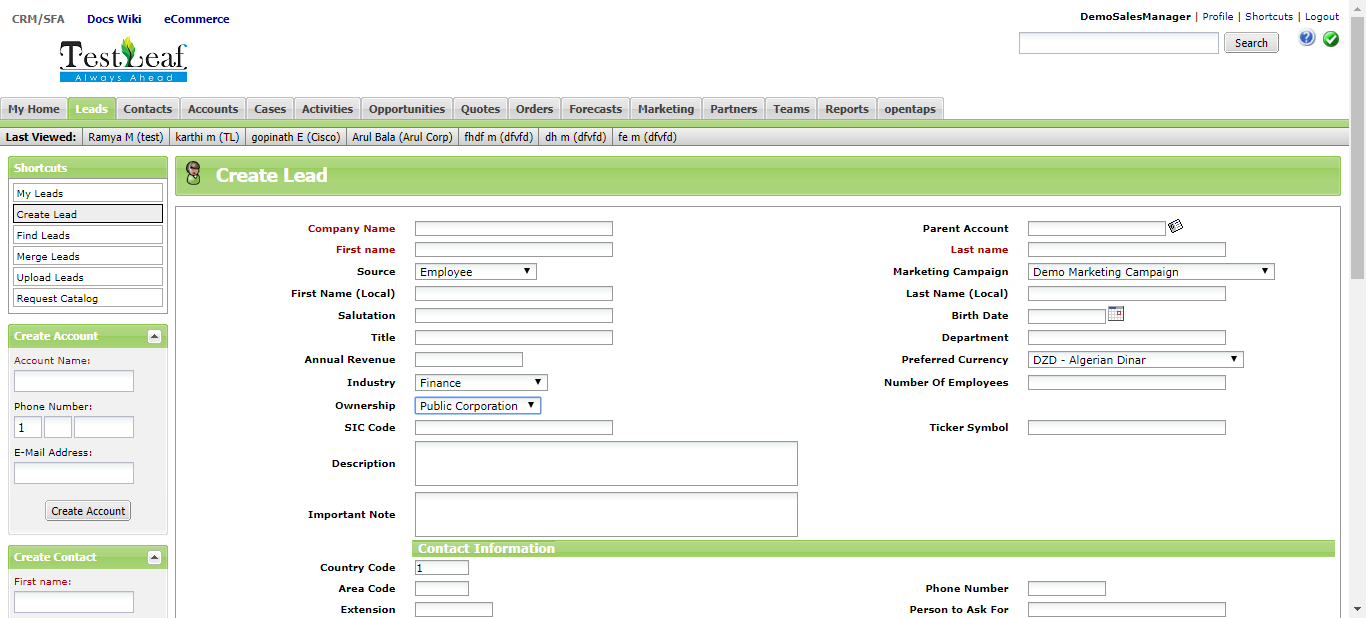 CRM/SFA Docs Wiki eCommerce
DemoSalesManager | Profile | Shortcuts | Logout
TestLeaf
Always Ahead
Search
My Home Leads Contacts Accounts Cases Activities Opportunities Quotes Orders Forecasts Marketing Partners Teams Reports opentaps
Last Viewed: Ramya M (test) karthi m (TL) gopinath E (Cisco) Arul Bala (Arul Corp) fhdf m (dfvfd) dh m (dfvfd) fe m (dfvfd)
Shortcuts
My Leads
Create Lead
Find Leads
Merge Leads
Upload Leads
Request Catalog
Create Account
Account Name:
Phone Number:
1
E-Mail Address:
Create Account
Create Contact
First name:
Create Lead
Company Name Parent Account
First name Last name
Source Employee Marketing Campaign Demo Marketing Campaign
First Name (Local) Last Name (Local)
Salutation Birth Date
Title Department
Annual Revenue Preferred Currency DZD - Algerian Dinar
Industry Finance Number Of Employees
Ownership Public Corporation
SIC Code Ticker Symbol
Description
Important Note
Contact Information
Country Code 1
Area Code Phone Number
Extension Person to Ask For